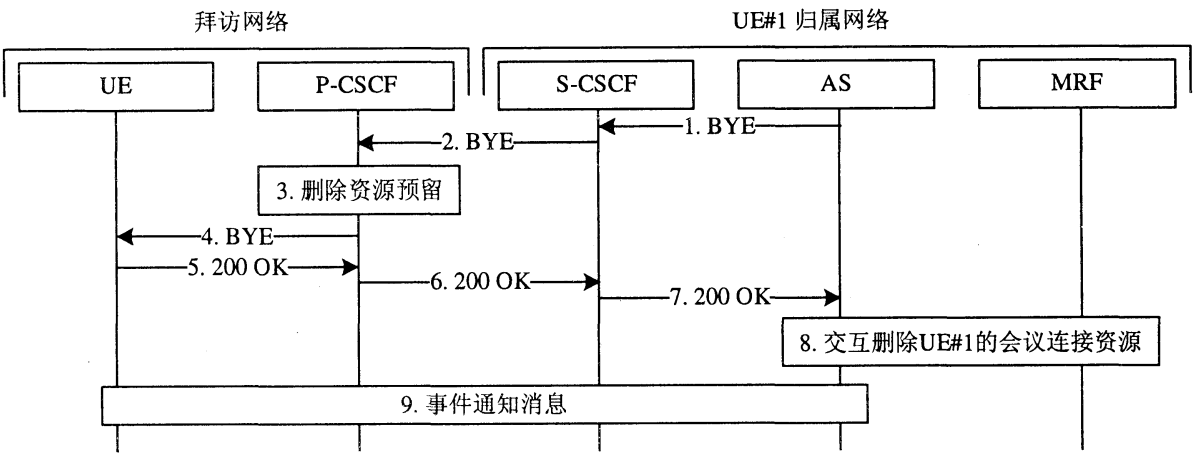 拜访网络
UE#1 归属网络
UE
P-CSCF
S-CSCF
AS
MRF
1. BYE
2. BYE
3. 删除资源预留
4. BYE
5. 200 OK
6. 200 OK
7. 200 OK
8. 交互删除UE#1的会议连接资源
9. 事件通知消息